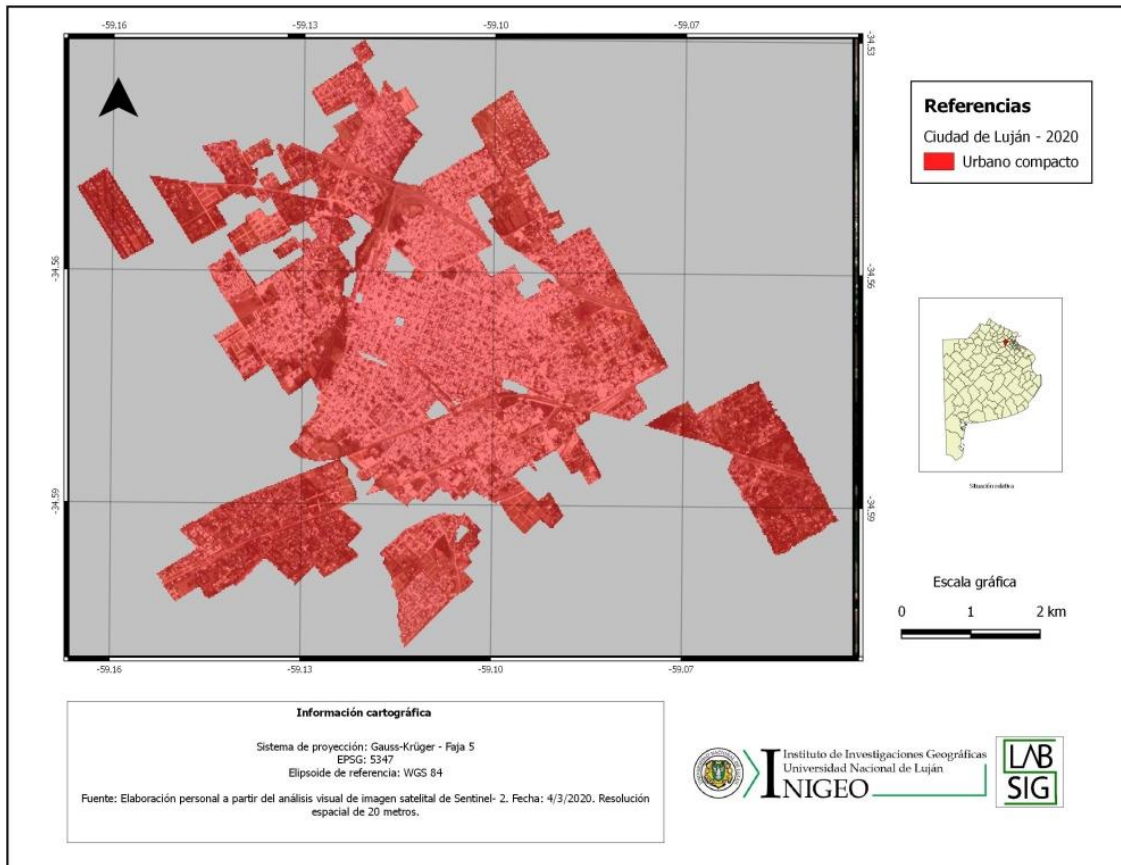 -59.16 -59.13 -59.10 -59.07
-34.53
-34.56
-34.56
-34.59
-34.59
-59.16 -59.13 -59.10 -59.07
Referencias
Ciudad de Luján - 2020
Urbano compacto
Situación relativa
Escala gráfica
0 1 2 km
Información cartográfica
Sistema de proyección: Gauss-Krüger - Faja 5
EPSG: 5347
Elipsoide de referencia: WGS 84
Fuente: Elaboración personal a partir del análisis visual de imagen satelital de Sentinel- 2. Fecha: 4/3/2020. Resolución
espacial de 20 metros.
Instituto de Investigaciones Geográficas
Universidad Nacional de Luján
INIGEO
LAB
SIG